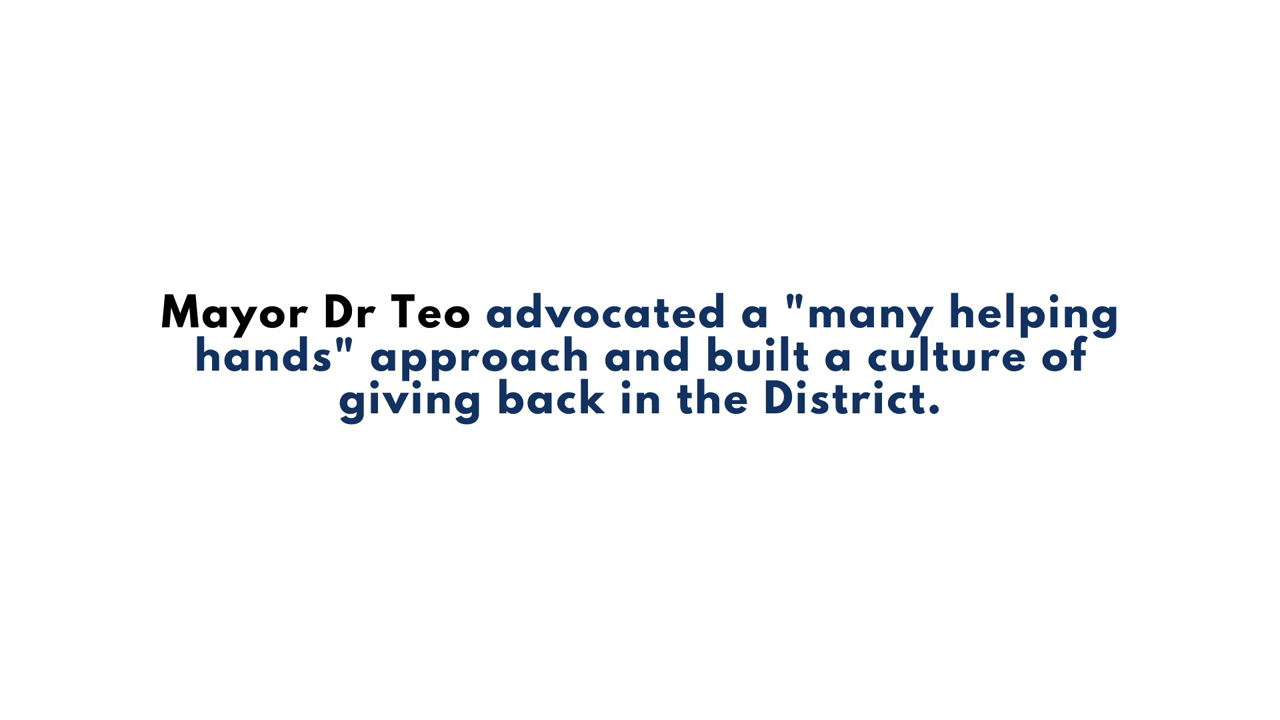 Mayor Dr Teo advocated a "many helping
hands" approach and built a culture of
giving back in the District.